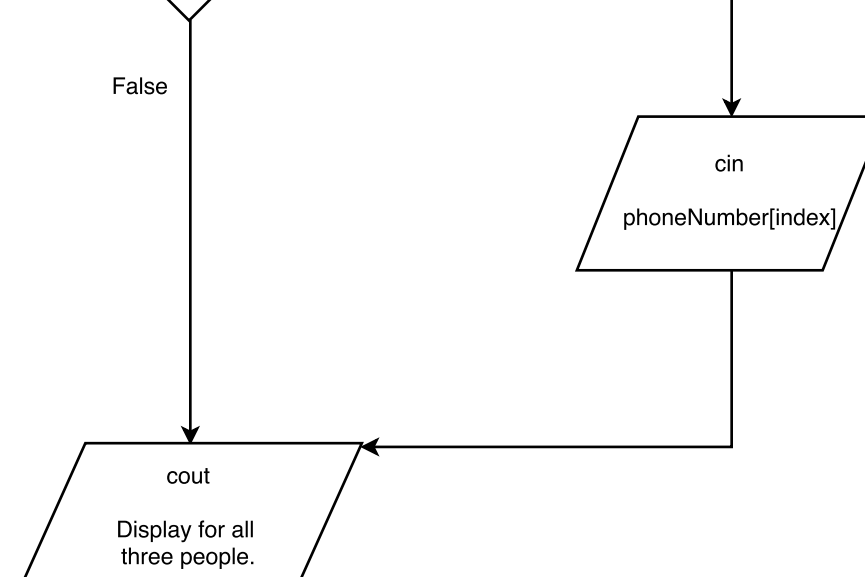 False
cin
phoneNumber[index]
cout
Display for all
three people.